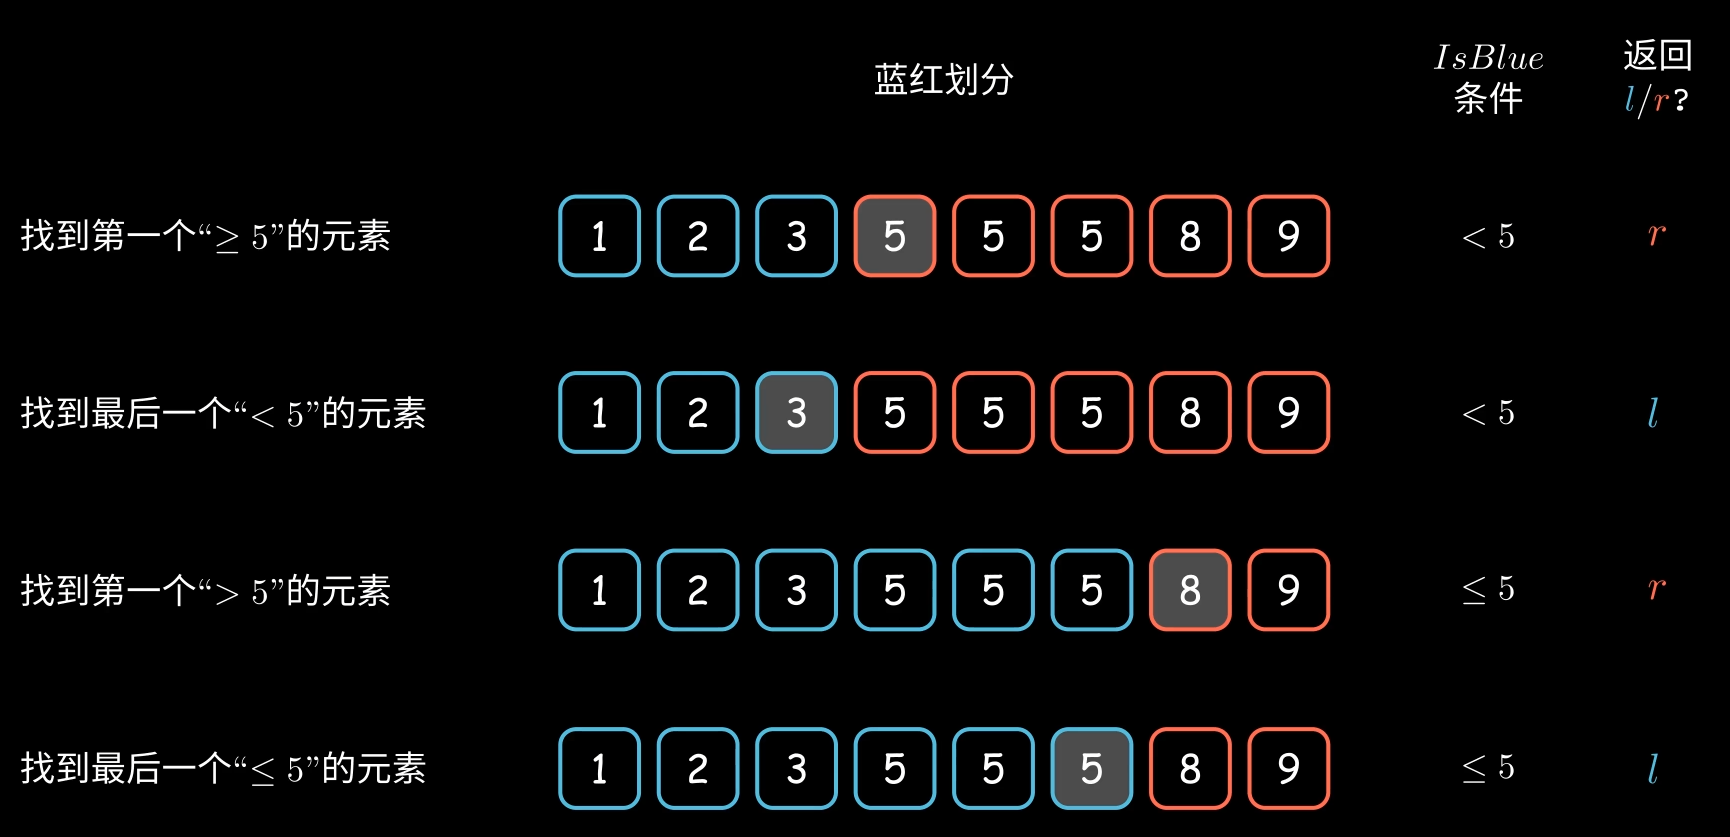 蓝红划分
IsBlue
条件
返回
l/r?
找到第一个“≥ 5”的元素 1 2 3 5 5 5 8 9 < 5 r
找到最后一个“< 5”的元素 1 2 3 5 5 5 8 9 < 5 l
找到第一个“> 5”的元素 1 2 3 5 5 5 8 9 ≤ 5 r
找到最后一个“≤ 5”的元素 1 2 3 5 5 5 8 9 ≤ 5 l